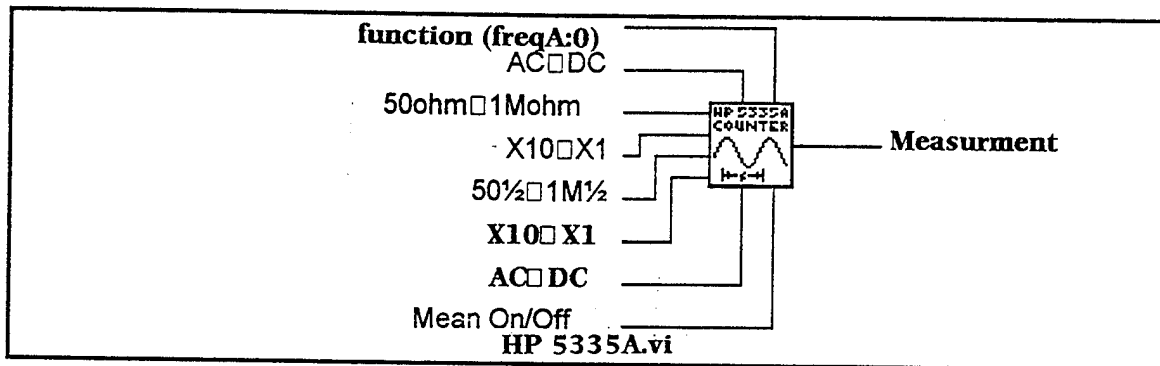 function (freqA:0)
AC□DC
50ohm□1Mohm
X10□X1
50½□1M½
X10□X1
AC□DC
Mean On/Off
HP 5335A
COUNTER
Measurment
HP 5335A.vi